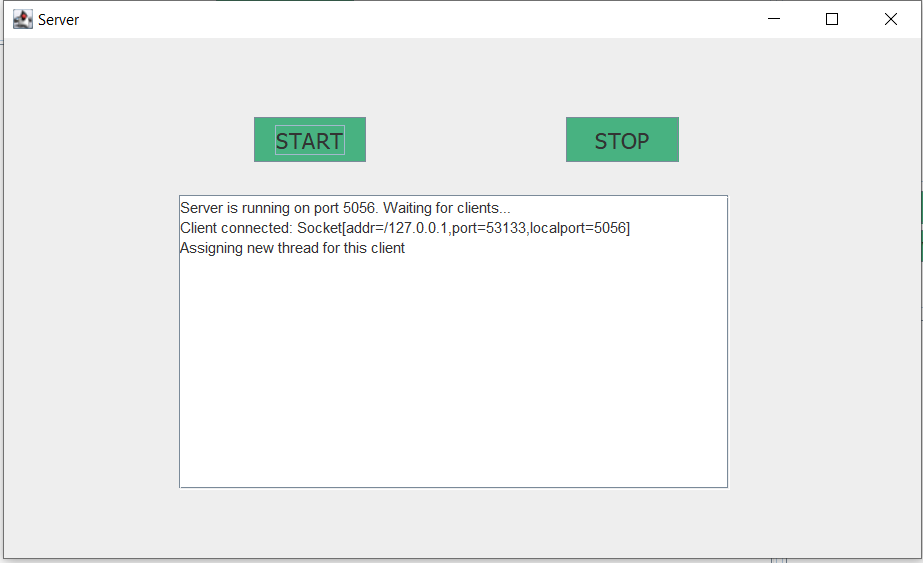 Server
START
STOP
Server is running on port 5056. Waiting for clients...
Client connected: Socket[addr=/127.0.0.1,port=53133,localport=5056]
Assigning new thread for this client